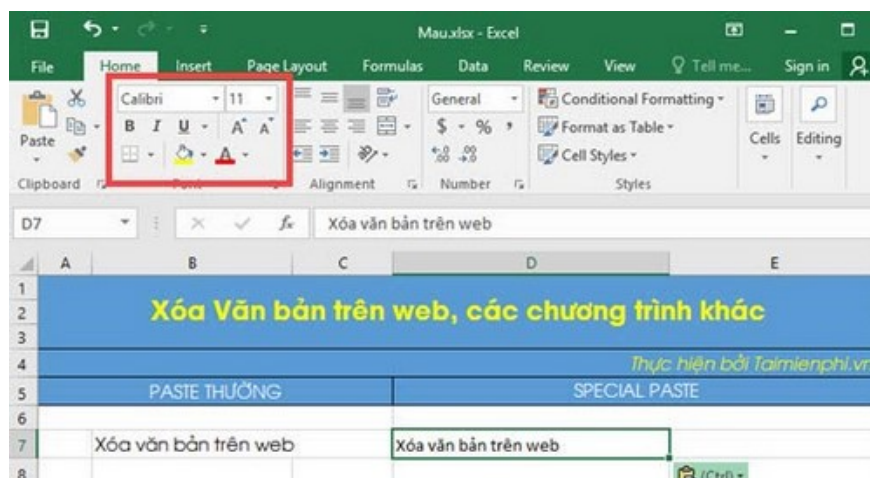 Mau.xlsx - Excel
File Home Insert Page Layout Formulas Data Review View Tell me... Sign in
Calibri 11 General Conditional Formatting
Paste B I U A A $ % , Format as Table Cells Editing
A Cell Styles
Clipboard Font Alignment Number Styles
D7 fx Xóa văn bản trên web
A B C D E
1
2 Xóa Văn bản trên web, các chương trình khác
3
4 Thực hiện bởi Taimienphi.vn
5 PASTE THƯỜNG SPECIAL PASTE
6
7 Xóa văn bản trên web Xóa văn bản trên web
8 (Ctrl)